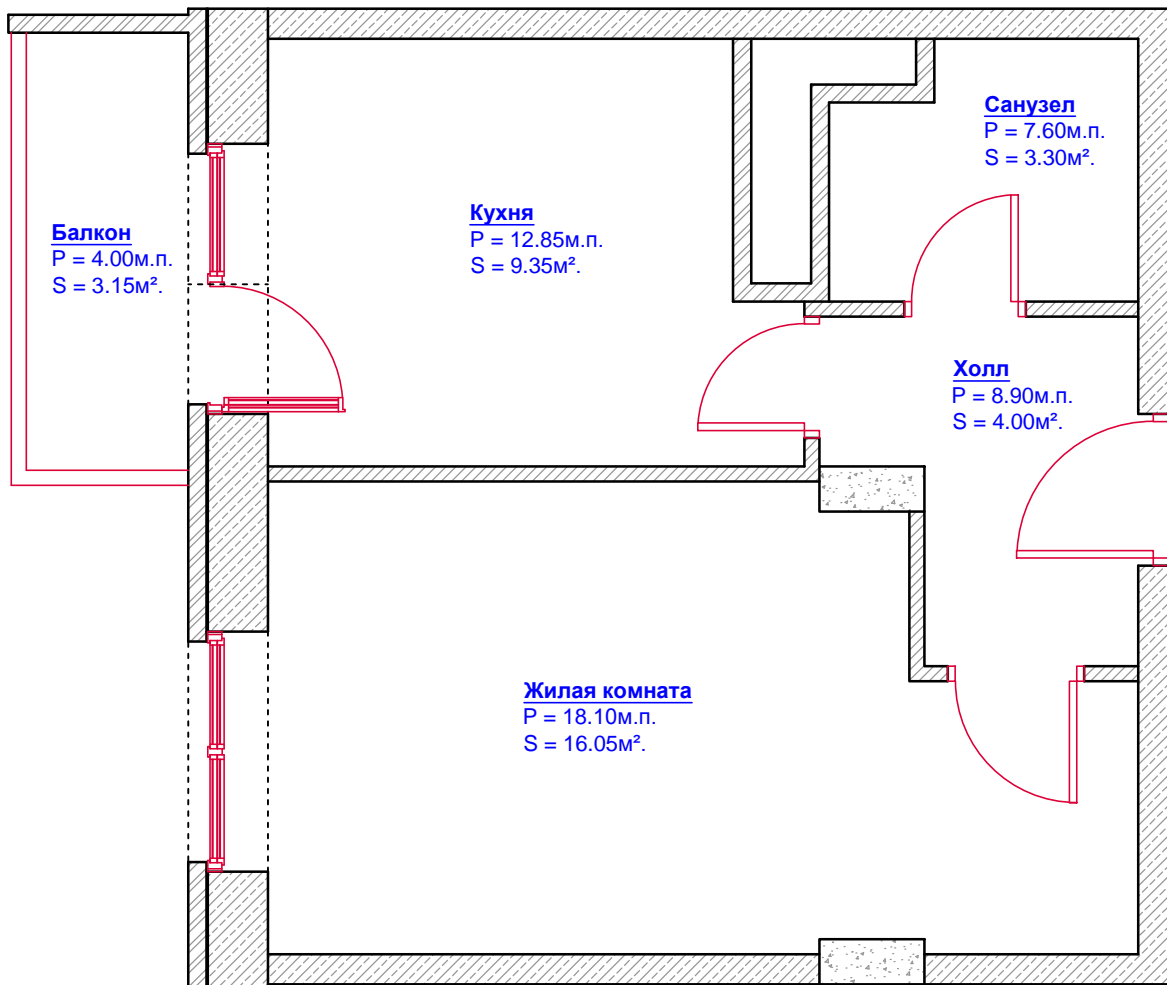 Санузел
P = 7.60м.п.
S = 3.30м².
Кухня
P = 12.85м.п.
S = 9.35м².
Балкон
P = 4.00м.п.
S = 3.15м².
Холл
P = 8.90м.п.
S = 4.00м².
Жилая комната
P = 18.10м.п.
S = 16.05м².